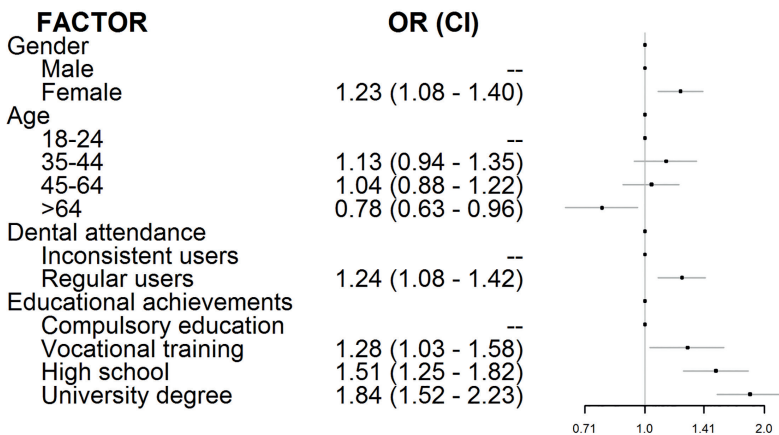 FACTOR OR (CI)
Gender
Male --
Female 1.23 (1.08 - 1.40)
Age
18-24 --
35-44 1.13 (0.94 - 1.35)
45-64 1.04 (0.88 - 1.22)
>64 0.78 (0.63 - 0.96)
Dental attendance
Inconsistent users --
Regular users 1.24 (1.08 - 1.42)
Educational achievements
Compulsory education --
Vocational training 1.28 (1.03 - 1.58)
High school 1.51 (1.25 - 1.82)
University degree 1.84 (1.52 - 2.23)
0.71 1.0 1.41 2.0